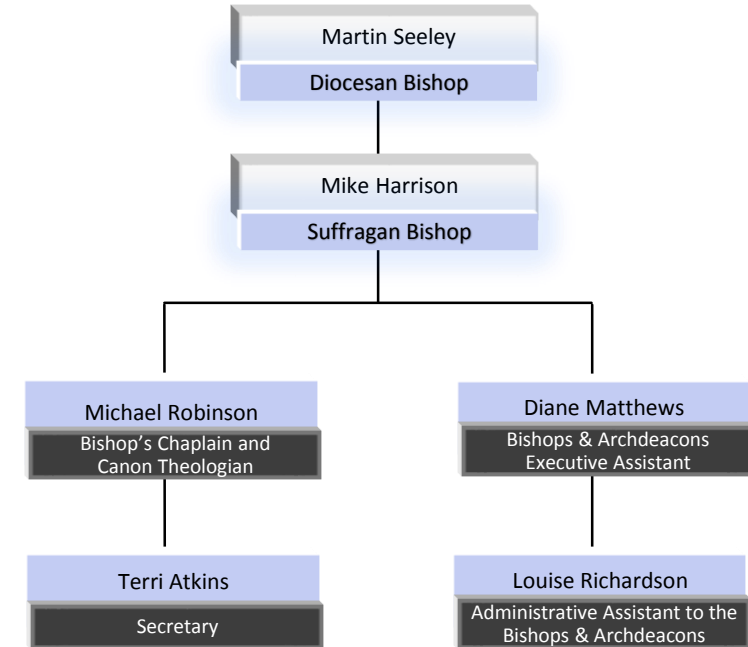 Martin Seeley
Diocesan Bishop
Mike Harrison
Suffragan Bishop
Michael Robinson
Bishop’s Chaplain and
Canon Theologian
Diane Matthews
Bishops & Archdeacons
Executive Assistant
Terri Atkins
Secretary
Louise Richardson
Administrative Assistant to the
Bishops & Archdeacons